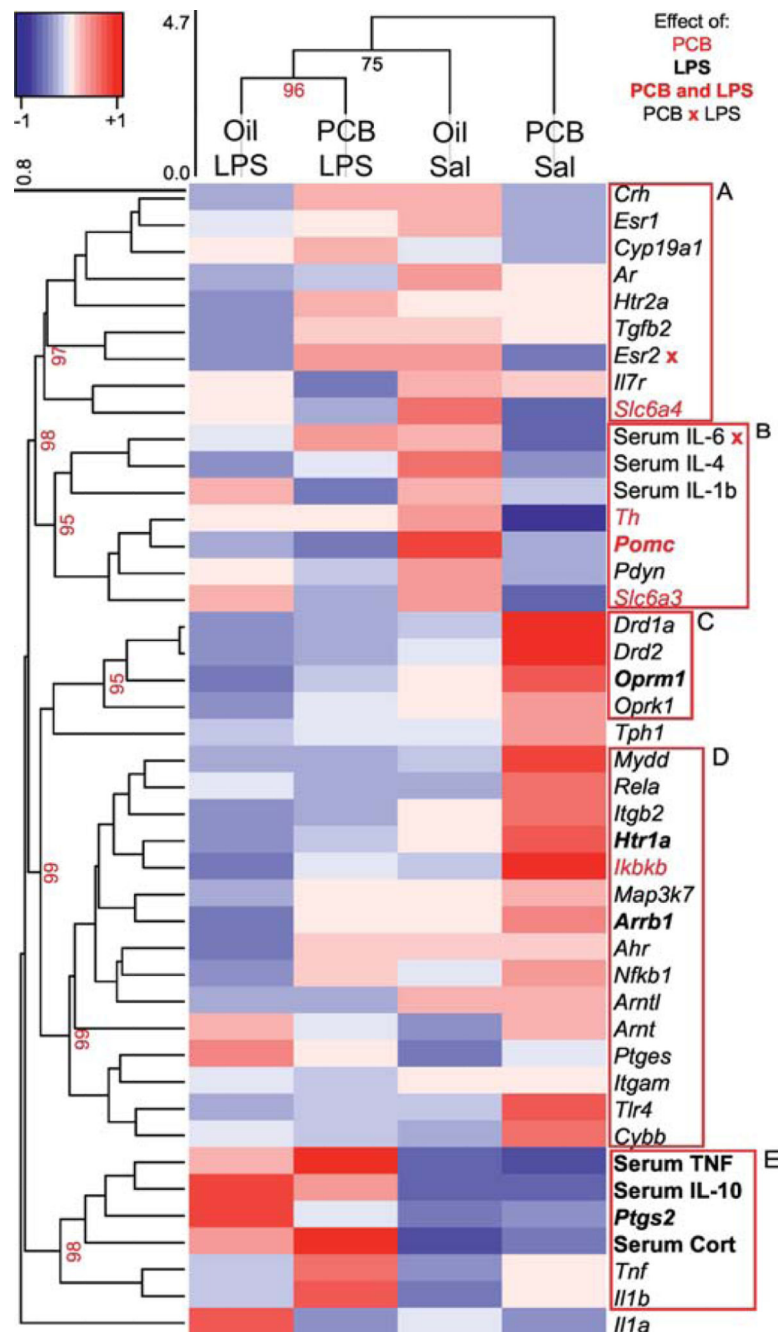 4.7
Effect of:
PCB
LPS
PCB and LPS
PCB x LPS
-1 +1
75
96
Oil PCB Oil PCB
LPS LPS Sal Sal
0.8
0.0
Crh
A
Esr1
Cyp19a1
Ar
Htr2a
Tgfb2
97
Esr2 x
Il7r
Slc6a4
98
Serum IL-6 x
B
Serum IL-4
Serum IL-1b
95
Th
Pomc
Pdyn
Slc6a3
Drd1a
C
Drd2
95
Oprm1
Oprk1
Tph1
Mydd
D
Rela
Itgb2
Htr1a
99
Ikbkb
Map3k7
Arrb1
Ahr
Nfkb1
Arntl
99
Arnt
Ptges
Itgam
Tlr4
Cybb
Serum TNF
E
Serum IL-10
Ptgs2
98
Serum Cort
Tnf
Il1b
Il1a